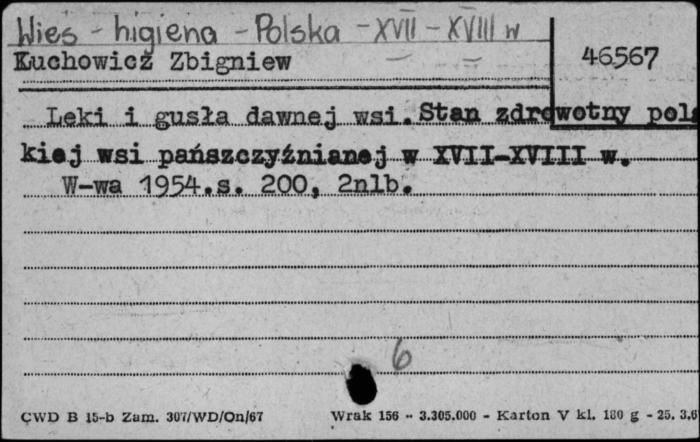 Wieś - higiena - Polska - XVII - XVIII w
Kuchowicz Zbigniew
46567
Leki i gusła dawnej wsi. Stan zdrowotny pols
kiej wsi pańszczyźnianej w XVII-XVIII w.
W-wa 1954.s. 200, 2nlb.
6
CWD B 15-b Zam. 307/WD/On/67 Wrak 156 - 3.305.000 - Karton V kl. 180 g - 25. 3.6